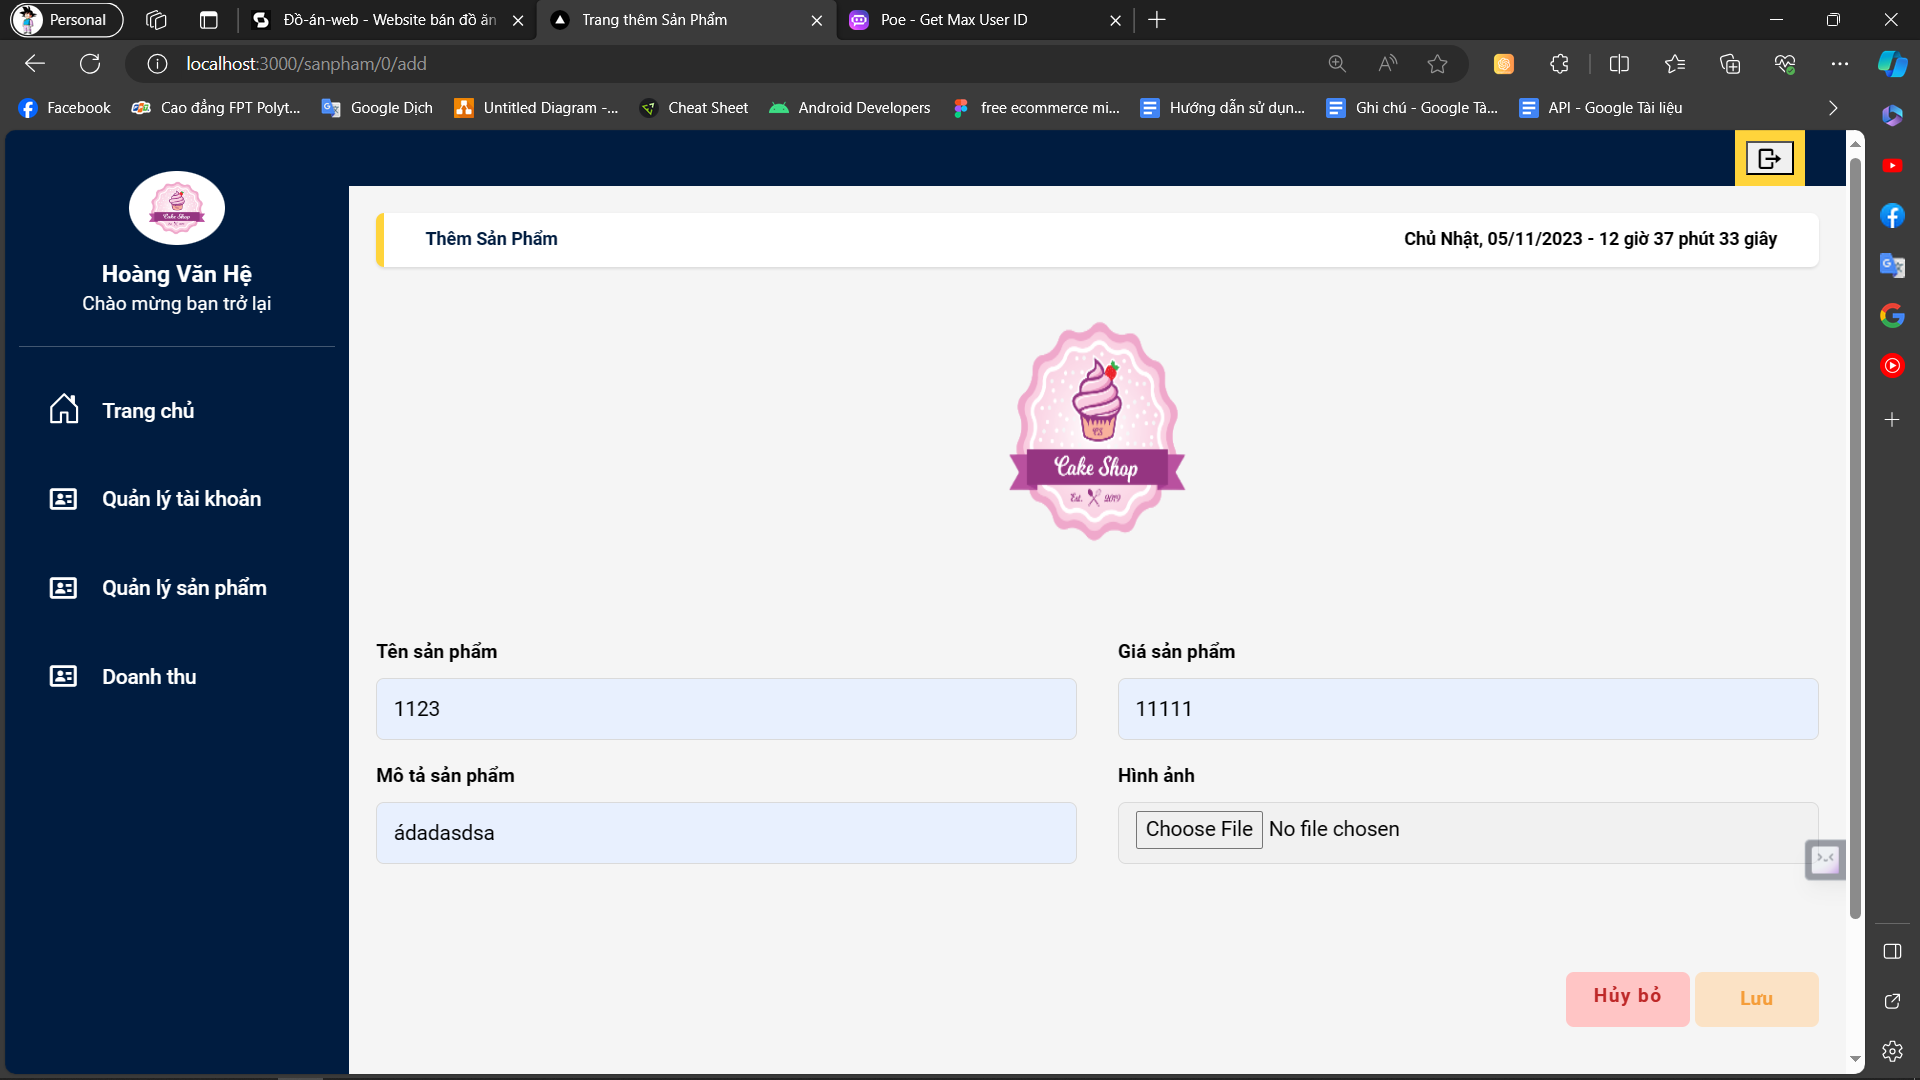 Personal
Đồ-án-web - Website bán đồ ăn
Trang thêm Sản Phẩm
Poe - Get Max User ID
localhost:3000/sanpham/0/add
Facebook
Cao đẳng FPT Polyt...
Google Dịch
Untitled Diagram -...
Cheat Sheet
Android Developers
free ecommerce mi...
Hướng dẫn sử dụn...
Ghi chú - Google Tà...
API - Google Tài liệu
Cake Shop
Hoàng Văn Hệ
Chào mừng bạn trở lại
Trang chủ
Quản lý tài khoản
Quản lý sản phẩm
Doanh thu
Thêm Sản Phẩm
Chủ Nhật, 05/11/2023 - 12 giờ 37 phút 33 giây
CS
Cake Shop
Est. 2019
Tên sản phẩm
Giá sản phẩm
1123
11111
Mô tả sản phẩm
Hình ảnh
ádadasdsa
Choose File No file chosen
Hủy bỏ
Lưu